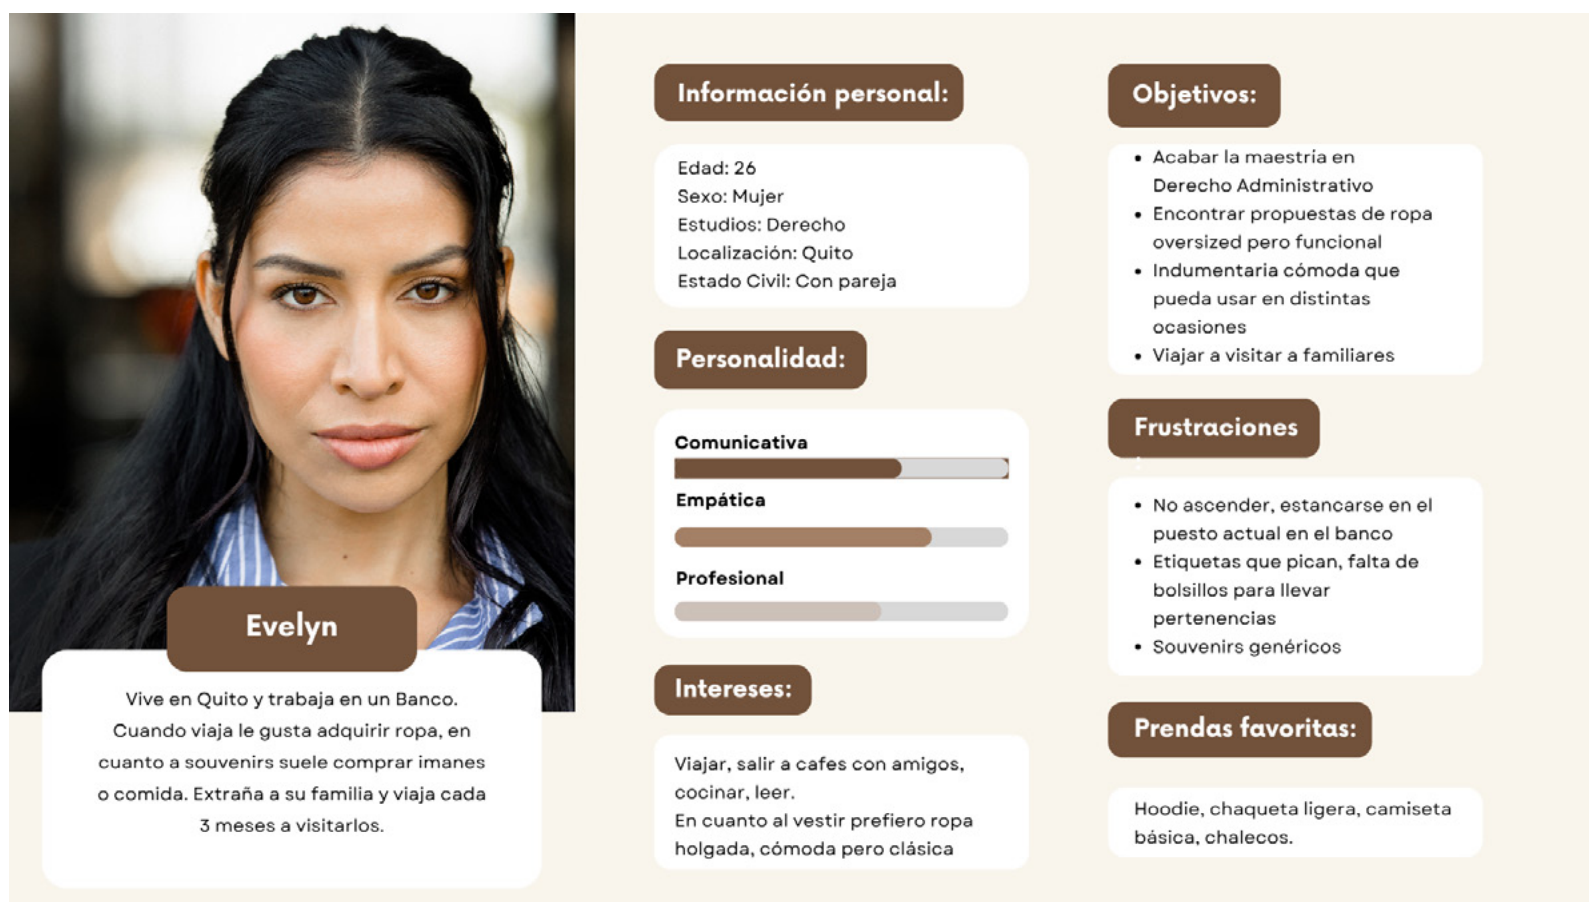 Evelyn
Vive en Quito y trabaja en un Banco.
Cuando viaja le gusta adquirir ropa, en
cuanto a souvenirs suele comprar imanes
o comida. Extraña a su familia y viaja cada
3 meses a visitarlos.
Información personal:
Edad: 26
Sexo: Mujer
Estudios: Derecho
Localización: Quito
Estado Civil: Con pareja
Personalidad:
Comunicativa
Empática
Profesional
Intereses:
Viajar, salir a cafes con amigos,
cocinar, leer.
En cuanto al vestir prefiero ropa
holgada, cómoda pero clásica
Objetivos:
• Acabar la maestria en
Derecho Administrativo
• Encontrar propuestas de ropa
oversized pero funcional
• Indumentaria cómoda que
pueda usar en distintas
ocasiones
• Viajar a visitar a familiares
Frustraciones
:
• No ascender, estancarse en el
puesto actual en el banco
• Etiquetas que pican, falta de
bolsillos para llevar
pertenencias
• Souvenirs genéricos
Prendas favoritas:
Hoodie, chaqueta ligera, camiseta
básica, chalecos.